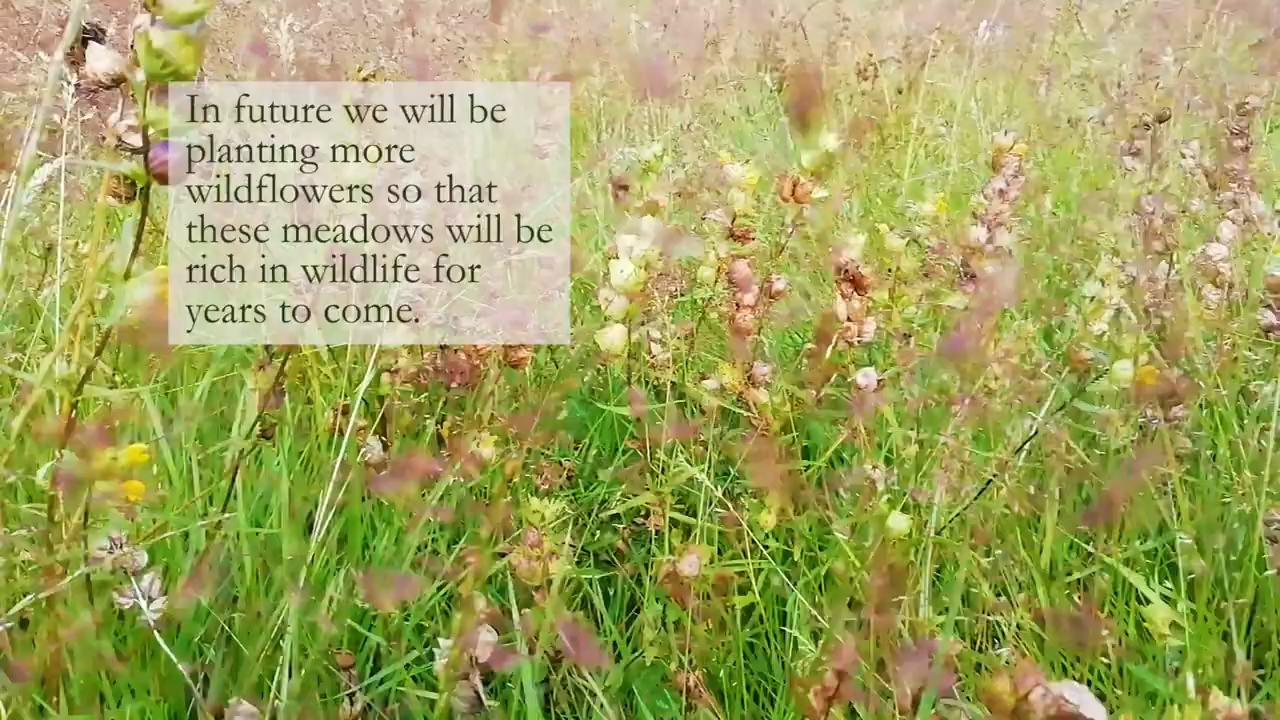 In future we will be
planting more
wildflowers so that
these meadows will be
rich in wildlife for
years to come.